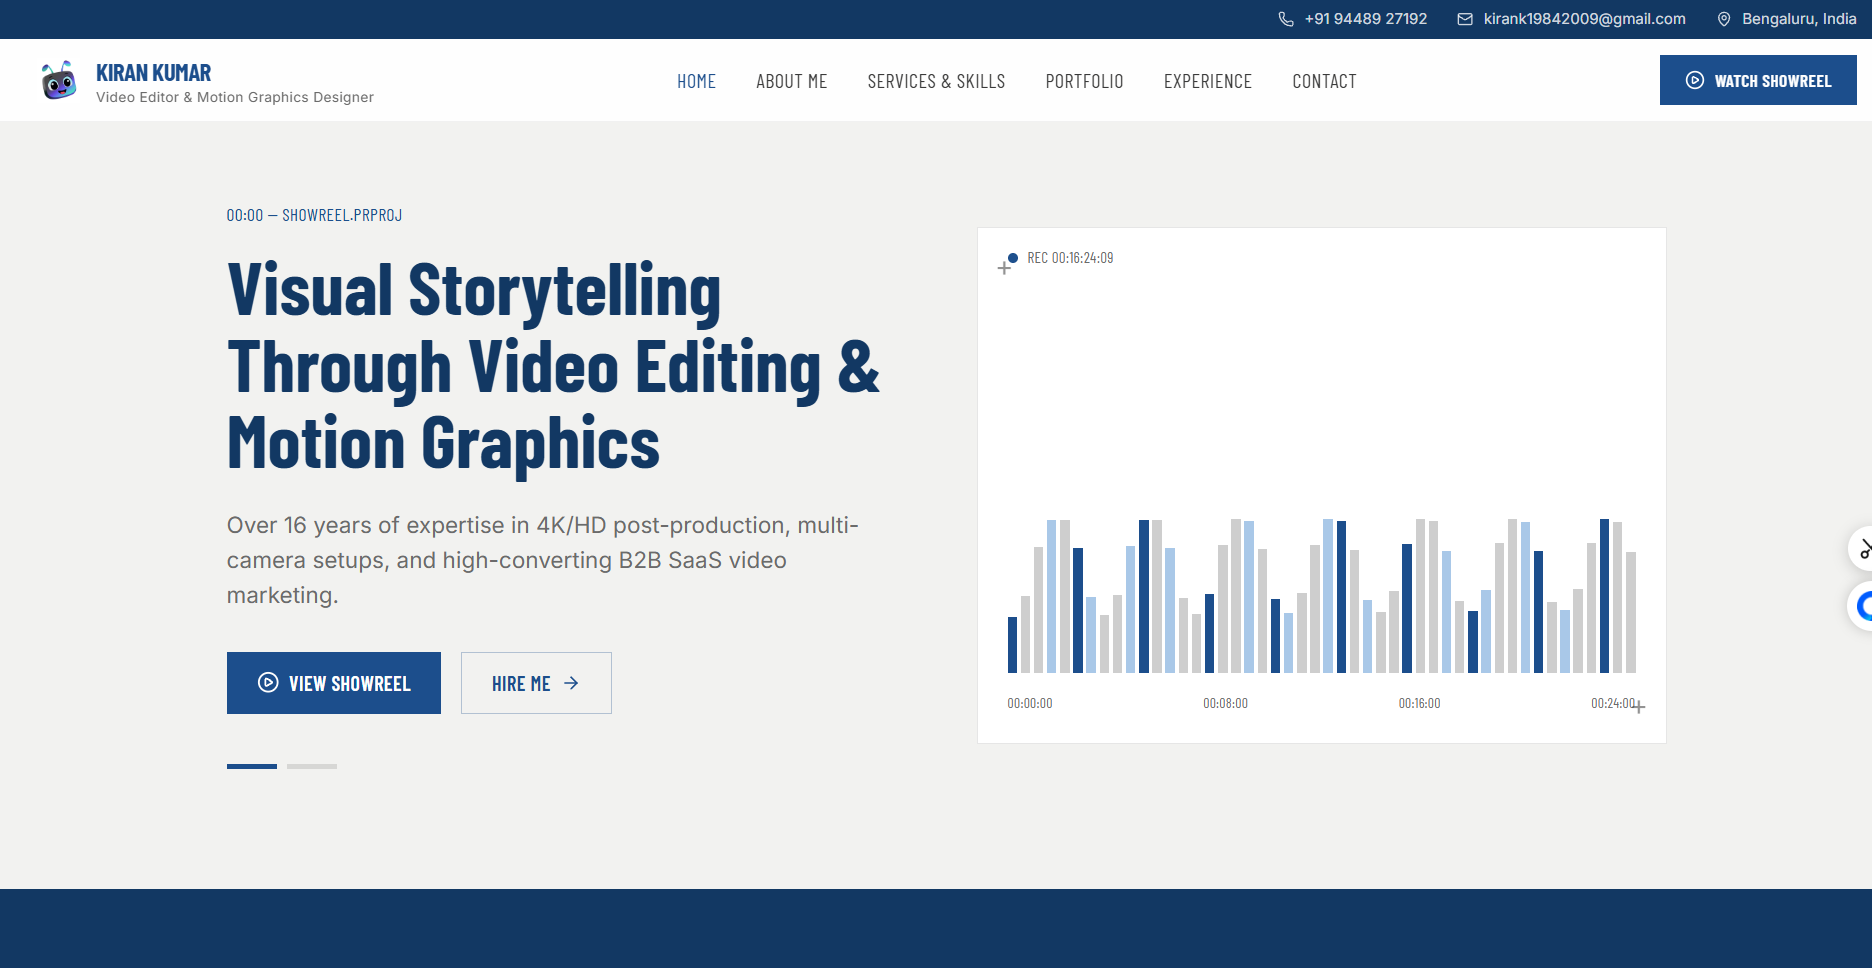 +91 94489 27192
kirank19842009@gmail.com
Bengaluru, India
KIRAN KUMAR
Video Editor & Motion Graphics Designer
HOME
ABOUT ME
SERVICES & SKILLS
PORTFOLIO
EXPERIENCE
CONTACT
WATCH SHOWREEL
00:00 — SHOWREEL.PRPROJ
Visual Storytelling
Through Video Editing &
Motion Graphics
Over 16 years of expertise in 4K/HD post-production, multi-
camera setups, and high-converting B2B SaaS video
marketing.
VIEW SHOWREEL
HIRE ME
REC 00:16:24:09
00:00:00
00:08:00
00:16:00
00:24:00